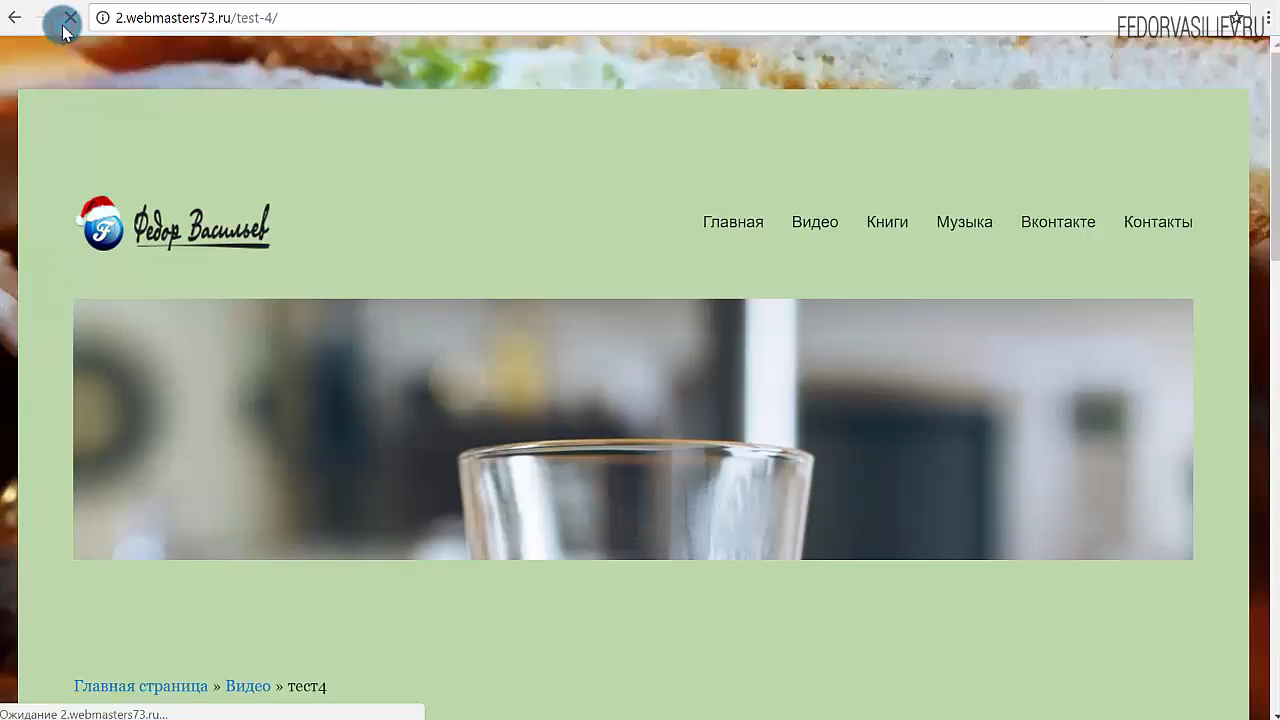 2.webmasters73.ru/test-4/
FEDORVASILIEV.RU
Федор Васильев
Главная Видео Книги Музыка Вконтакте Контакты
Главная страница » Видео » тест4
Ожидание 2.webmasters73.ru...